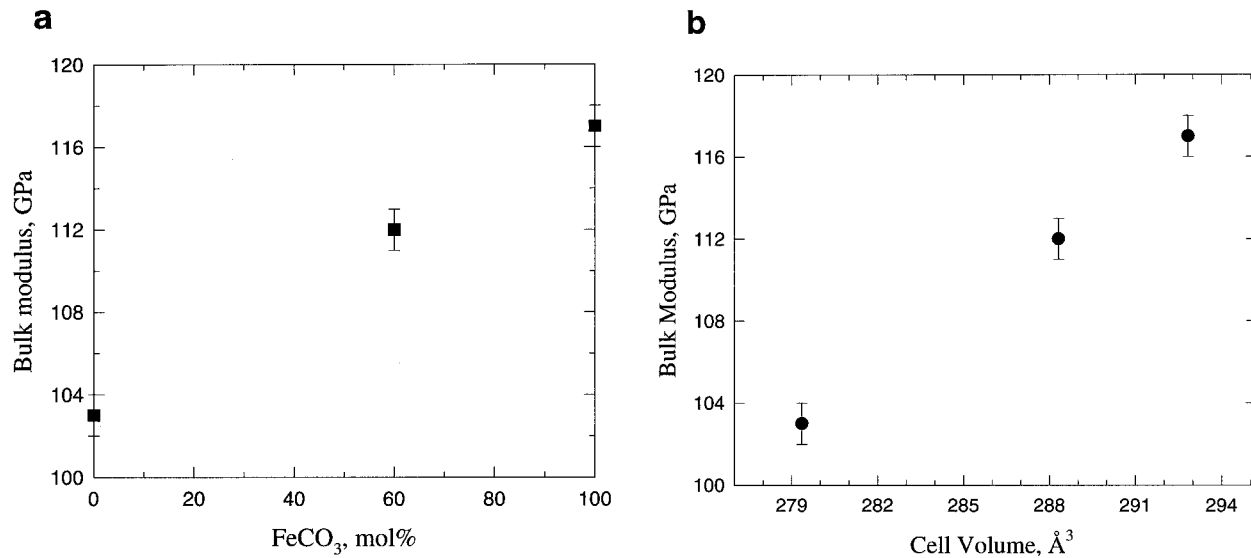 a
120
116
112
108
104
100
Bulk modulus, GPa
0 20 40 60 80 100
FeCO₃, mol%
b
120
116
112
108
104
100
Bulk Modulus, GPa
279 282 285 288 291 294
Cell Volume, Å³